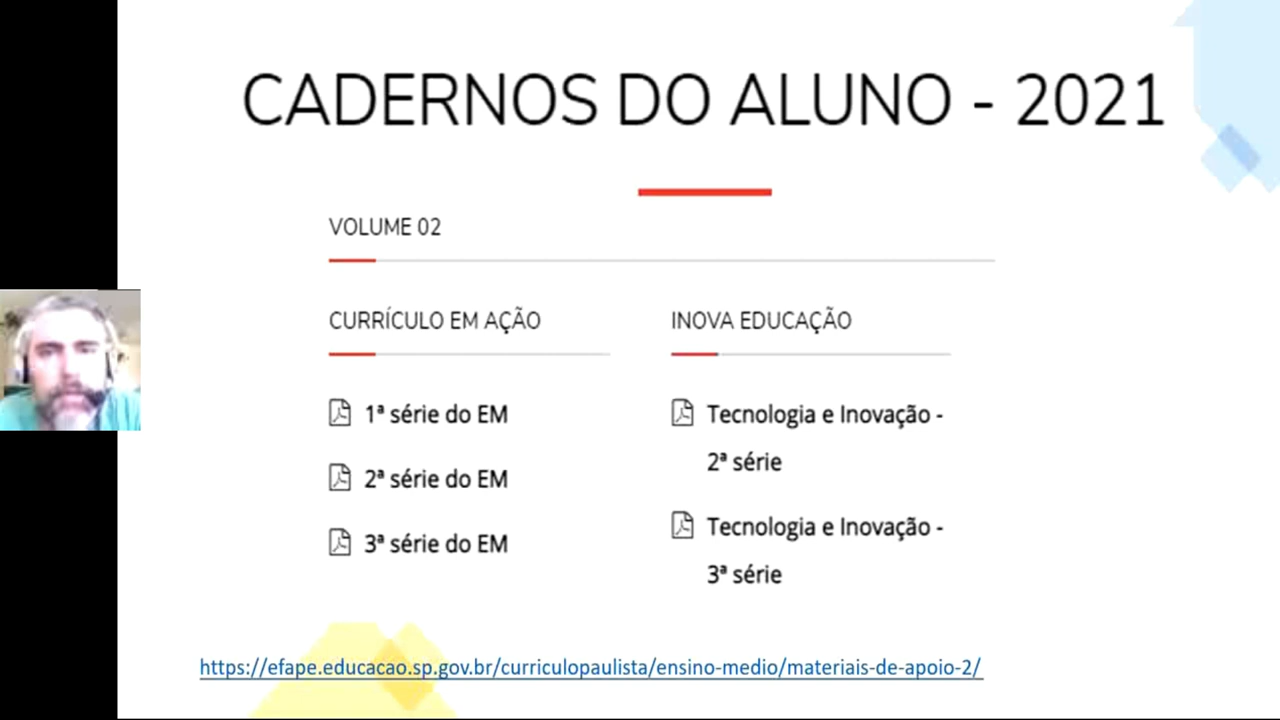 CADERNOS DO ALUNO - 2021
VOLUME 02
CURRÍCULO EM AÇÃO
1ª série do EM
2ª série do EM
3ª série do EM
INOVA EDUCAÇÃO
Tecnologia e Inovação -
2ª série
Tecnologia e Inovação -
3ª série
https://efape.educacao.sp.gov.br/curriculopaulista/ensino-medio/materiais-de-apoio-2/